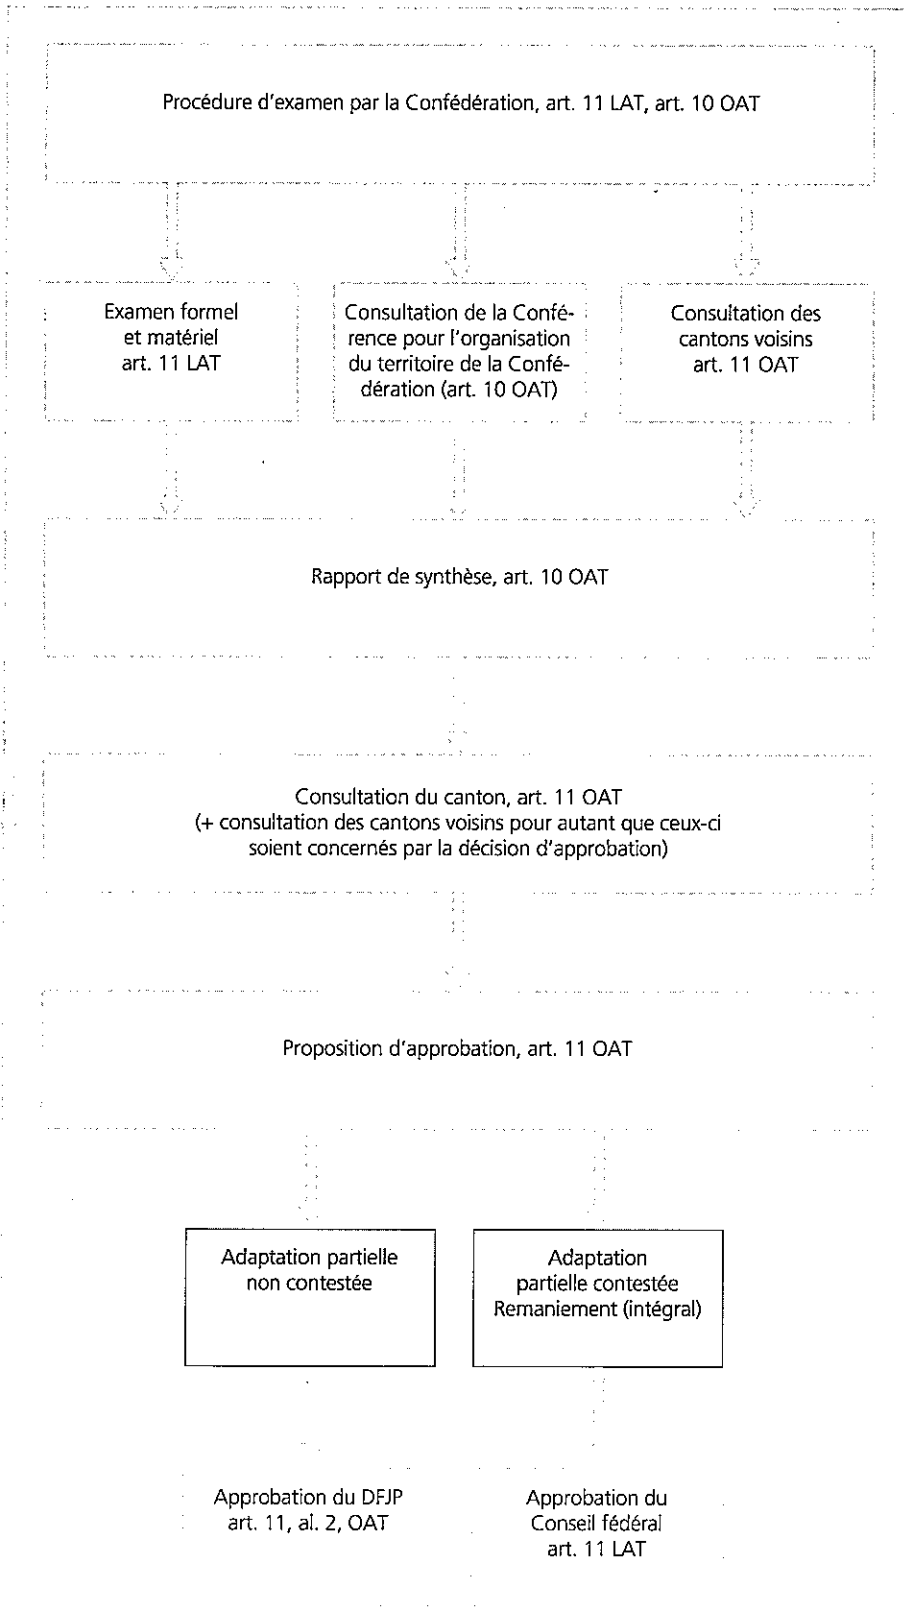 Procédure d'examen par la Confédération, art. 11 LAT, art. 10 OAT
Examen formel
et matériel
art. 11 LAT
Consultation de la Confé-
rence pour l'organisation
du territoire de la Confé-
dération (art. 10 OAT)
Consultation des
cantons voisins
art. 11 OAT
Rapport de synthèse, art. 10 OAT
Consultation du canton, art. 11 OAT
(+ consultation des cantons voisins pour autant que ceux-ci
soient concernés par la décision d'approbation)
Proposition d'approbation, art. 11 OAT
Adaptation partielle
non contestée
Adaptation
partielle contestée
Remaniement (intégral)
Approbation du DFJP
art. 11, al. 2, OAT
Approbation du
Conseil fédéral
art. 11 LAT